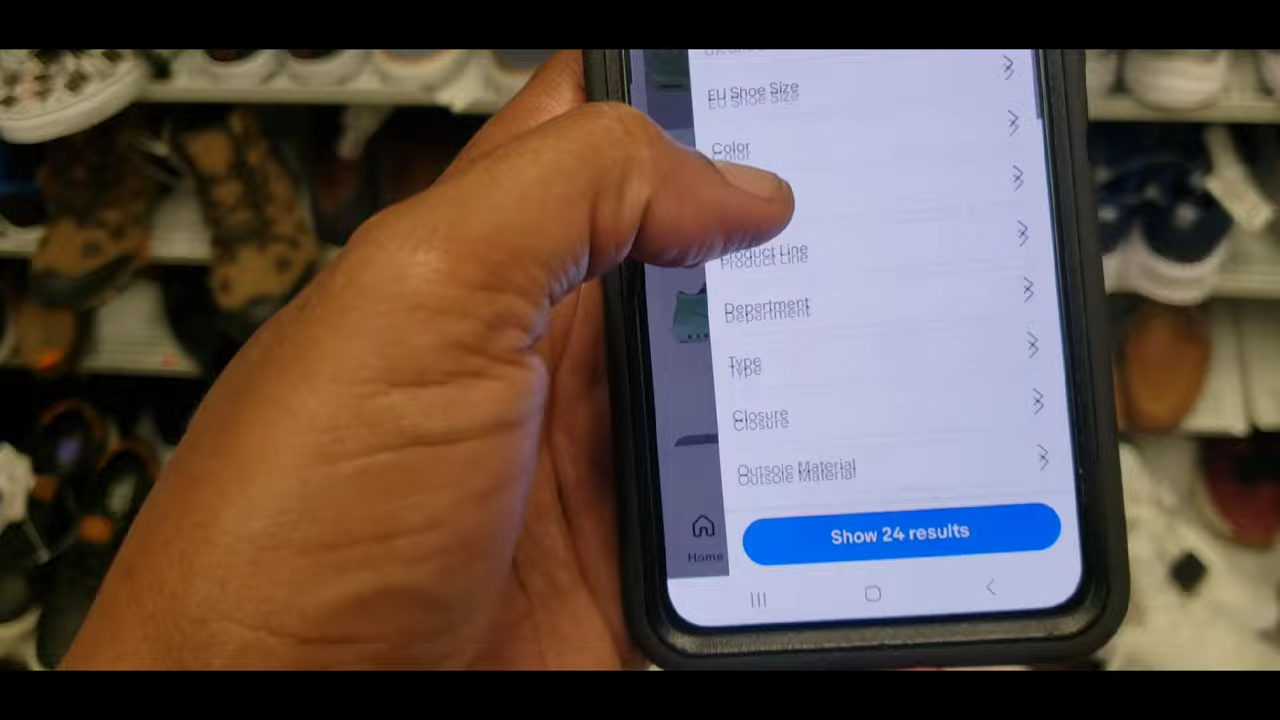 EU Shoe Size
Color
Product Line
Department
Type
Closure
Outsole Material
Show 24 results
Home